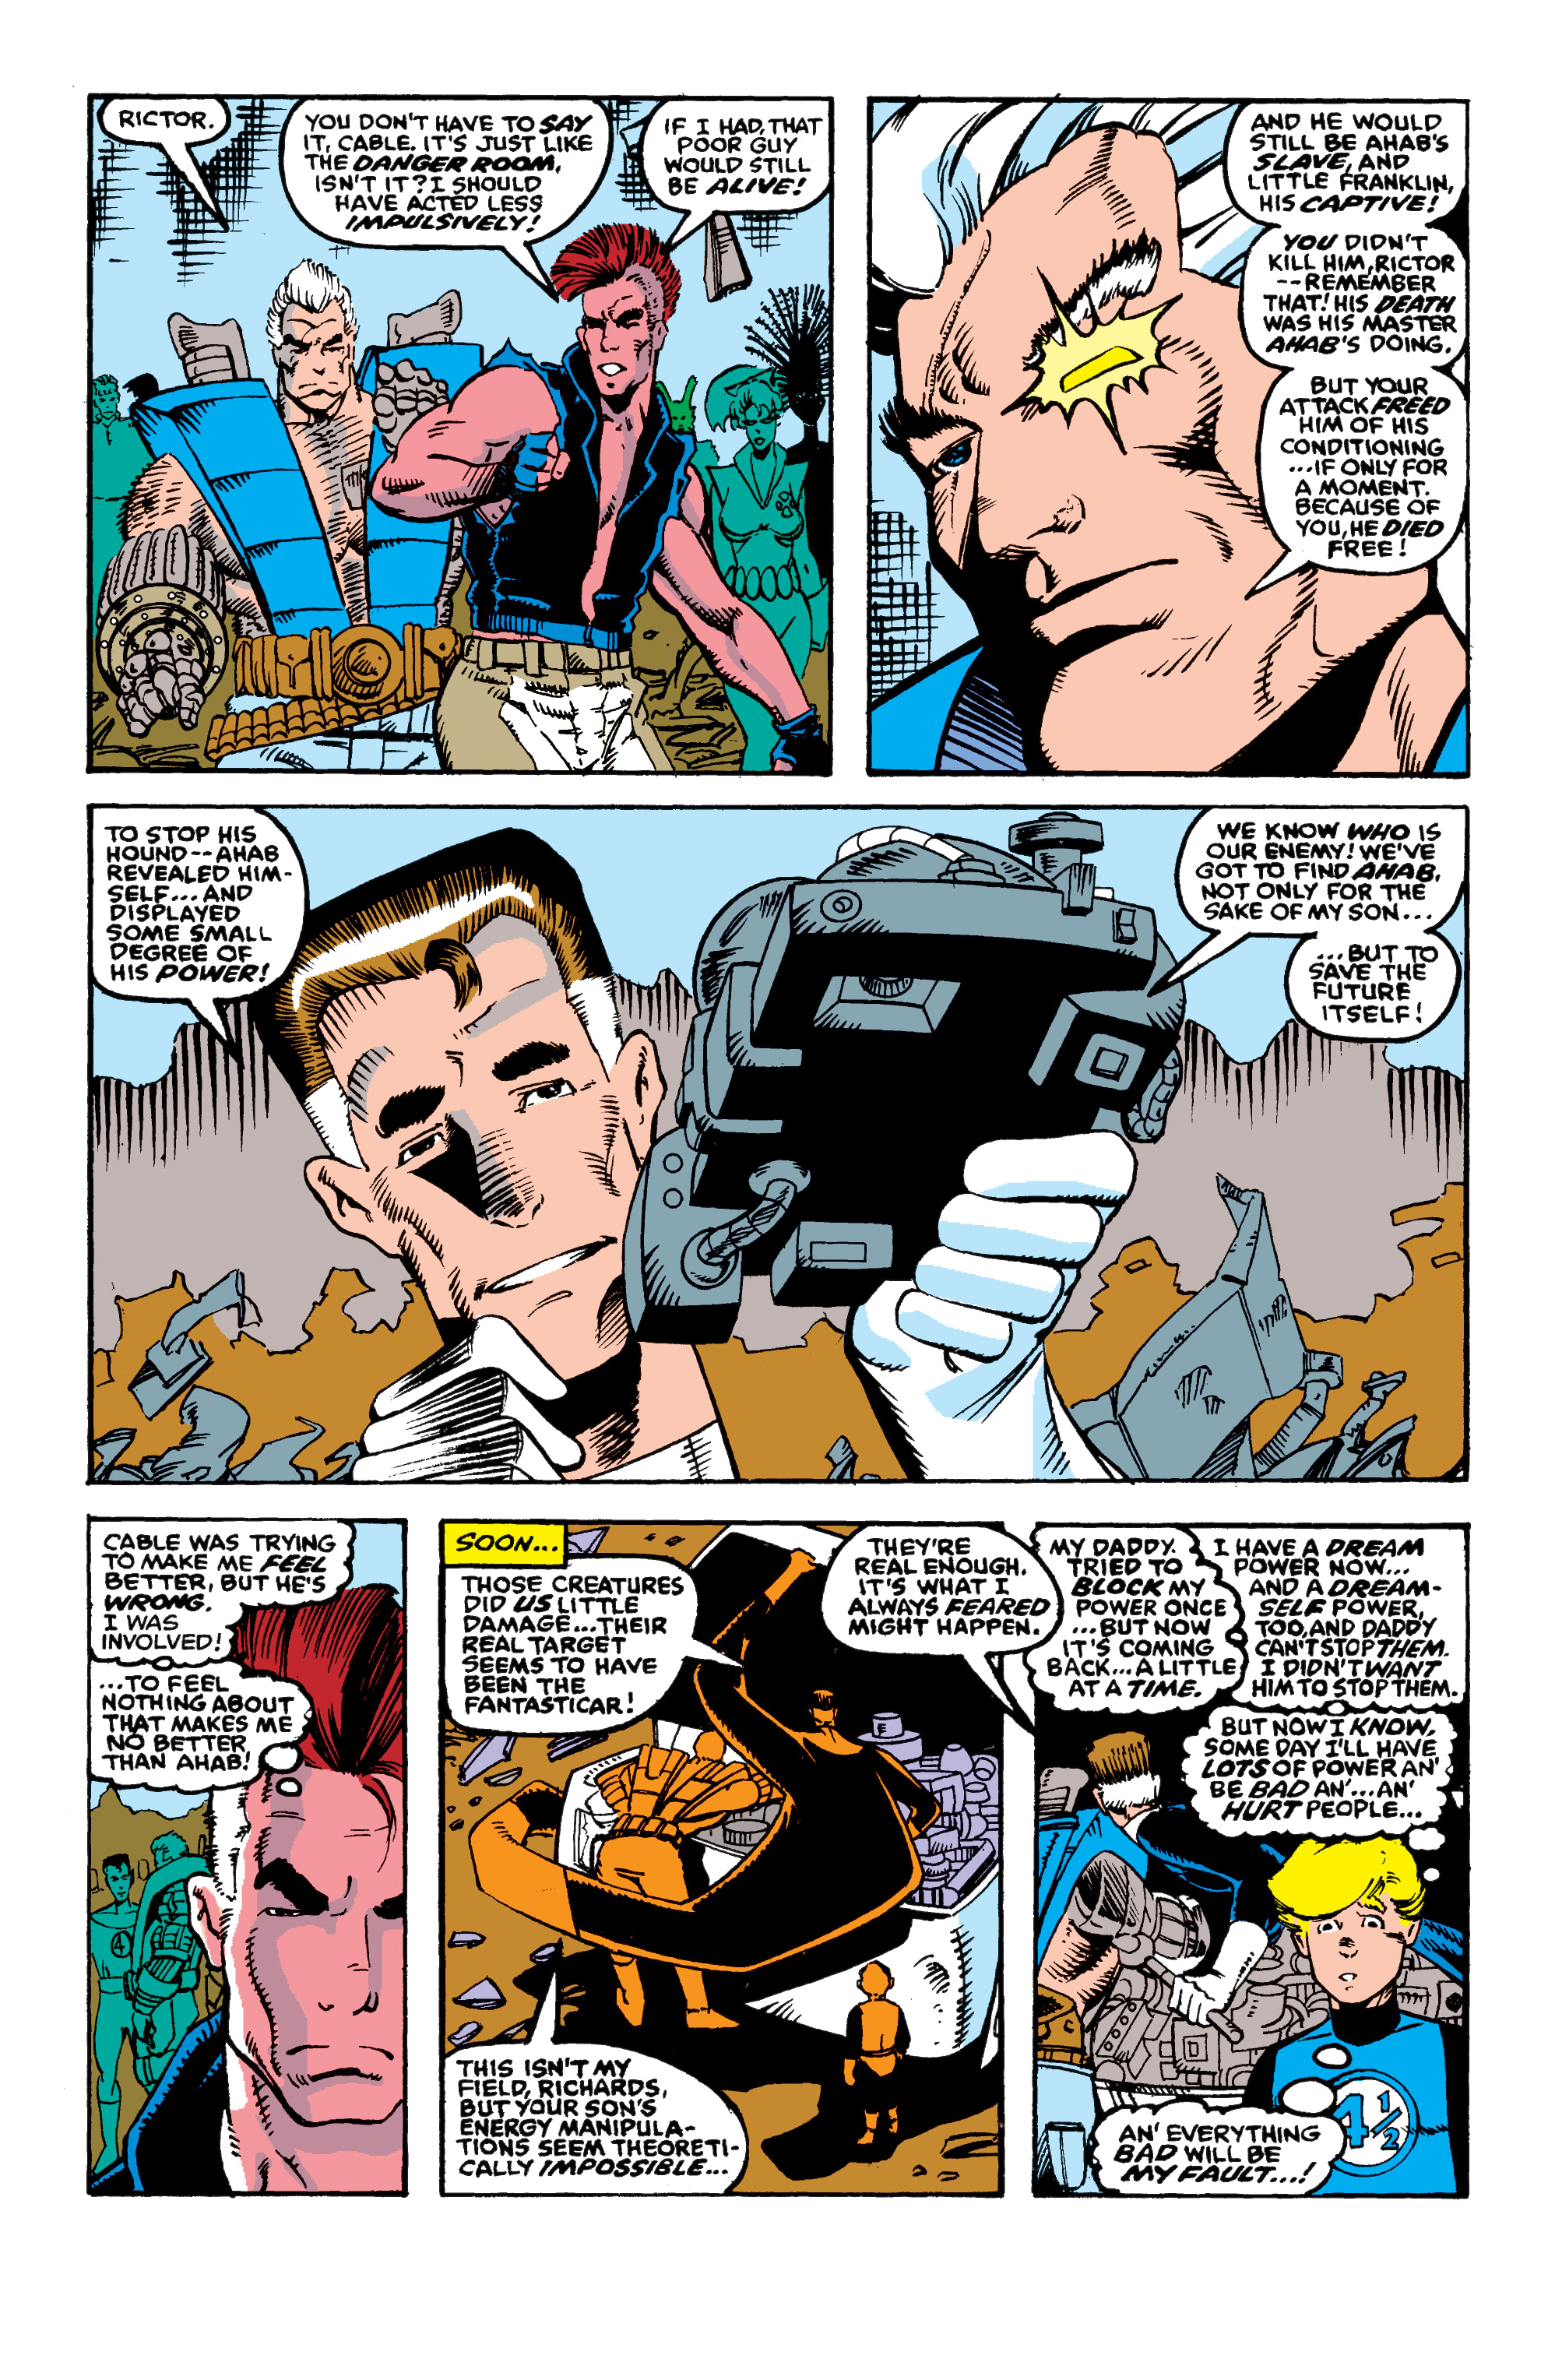 RICTOR.
YOU DON'T HAVE TO SAY
IT, CABLE. IT'S JUST LIKE
THE DANGER ROOM,
ISN'T IT? I SHOULD
HAVE ACTED LESS
IMPULSIVELY!
IF I HAD, THAT
POOR GUY
WOULD STILL
BE ALIVE!
AND HE WOULD
STILL BE AHAB'S
SLAVE, AND
LITTLE FRANKLIN,
HIS CAPTIVE!
YOU DIDN'T
KILL HIM, RICTOR
--REMEMBER
THAT! HIS DEATH
WAS HIS MASTER
AHAB'S DOING.
BUT YOUR
ATTACK FREED
HIM OF HIS
CONDITIONING
...IF ONLY FOR
A MOMENT.
BECAUSE OF
YOU, HE DIED
FREE!
TO STOP HIS
HOUND--AHAB
REVEALED HIM-
SELF...AND
DISPLAYED
SOME SMALL
DEGREE OF
HIS POWER!
WE KNOW WHO IS
OUR ENEMY! WE'VE
GOT TO FIND AHAB,
NOT ONLY FOR THE
SAKE OF MY SON...
...BUT TO
SAVE THE
FUTURE
ITSELF!
CABLE WAS TRYING
TO MAKE ME FEEL
BETTER, BUT HE'S
WRONG.
I WAS
INVOLVED!
...TO FEEL
NOTHING ABOUT
THAT MAKES ME
NO BETTER
THAN AHAB!
4
SOON...
THOSE CREATURES
DID US LITTLE
DAMAGE...THEIR
REAL TARGET
SEEMS TO HAVE
BEEN THE
FANTASTICAR!
THEY'RE
REAL ENOUGH.
IT'S WHAT I
ALWAYS FEARED
MIGHT HAPPEN.
THIS ISN'T MY
FIELD, RICHARDS,
BUT YOUR SON'S
ENERGY MANIPULA-
TIONS SEEM THEORETI-
CALLY IMPOSSIBLE...
MY DADDY
TRIED TO
BLOCK MY
POWER ONCE
...BUT NOW
IT'S COMING
BACK...A LITTLE
AT A TIME.
I HAVE A DREAM
POWER NOW...
AND A DREAM-
SELF POWER,
TOO, AND DADDY
CAN'T STOP THEM.
I DIDN'T WANT
HIM TO STOP THEM.
BUT NOW I KNOW,
SOME DAY I'LL HAVE
LOTS OF POWER AN'
BE BAD AN'...AN'
HURT PEOPLE...
4 1/2
AN' EVERYTHING
BAD WILL BE
MY FAULT...!